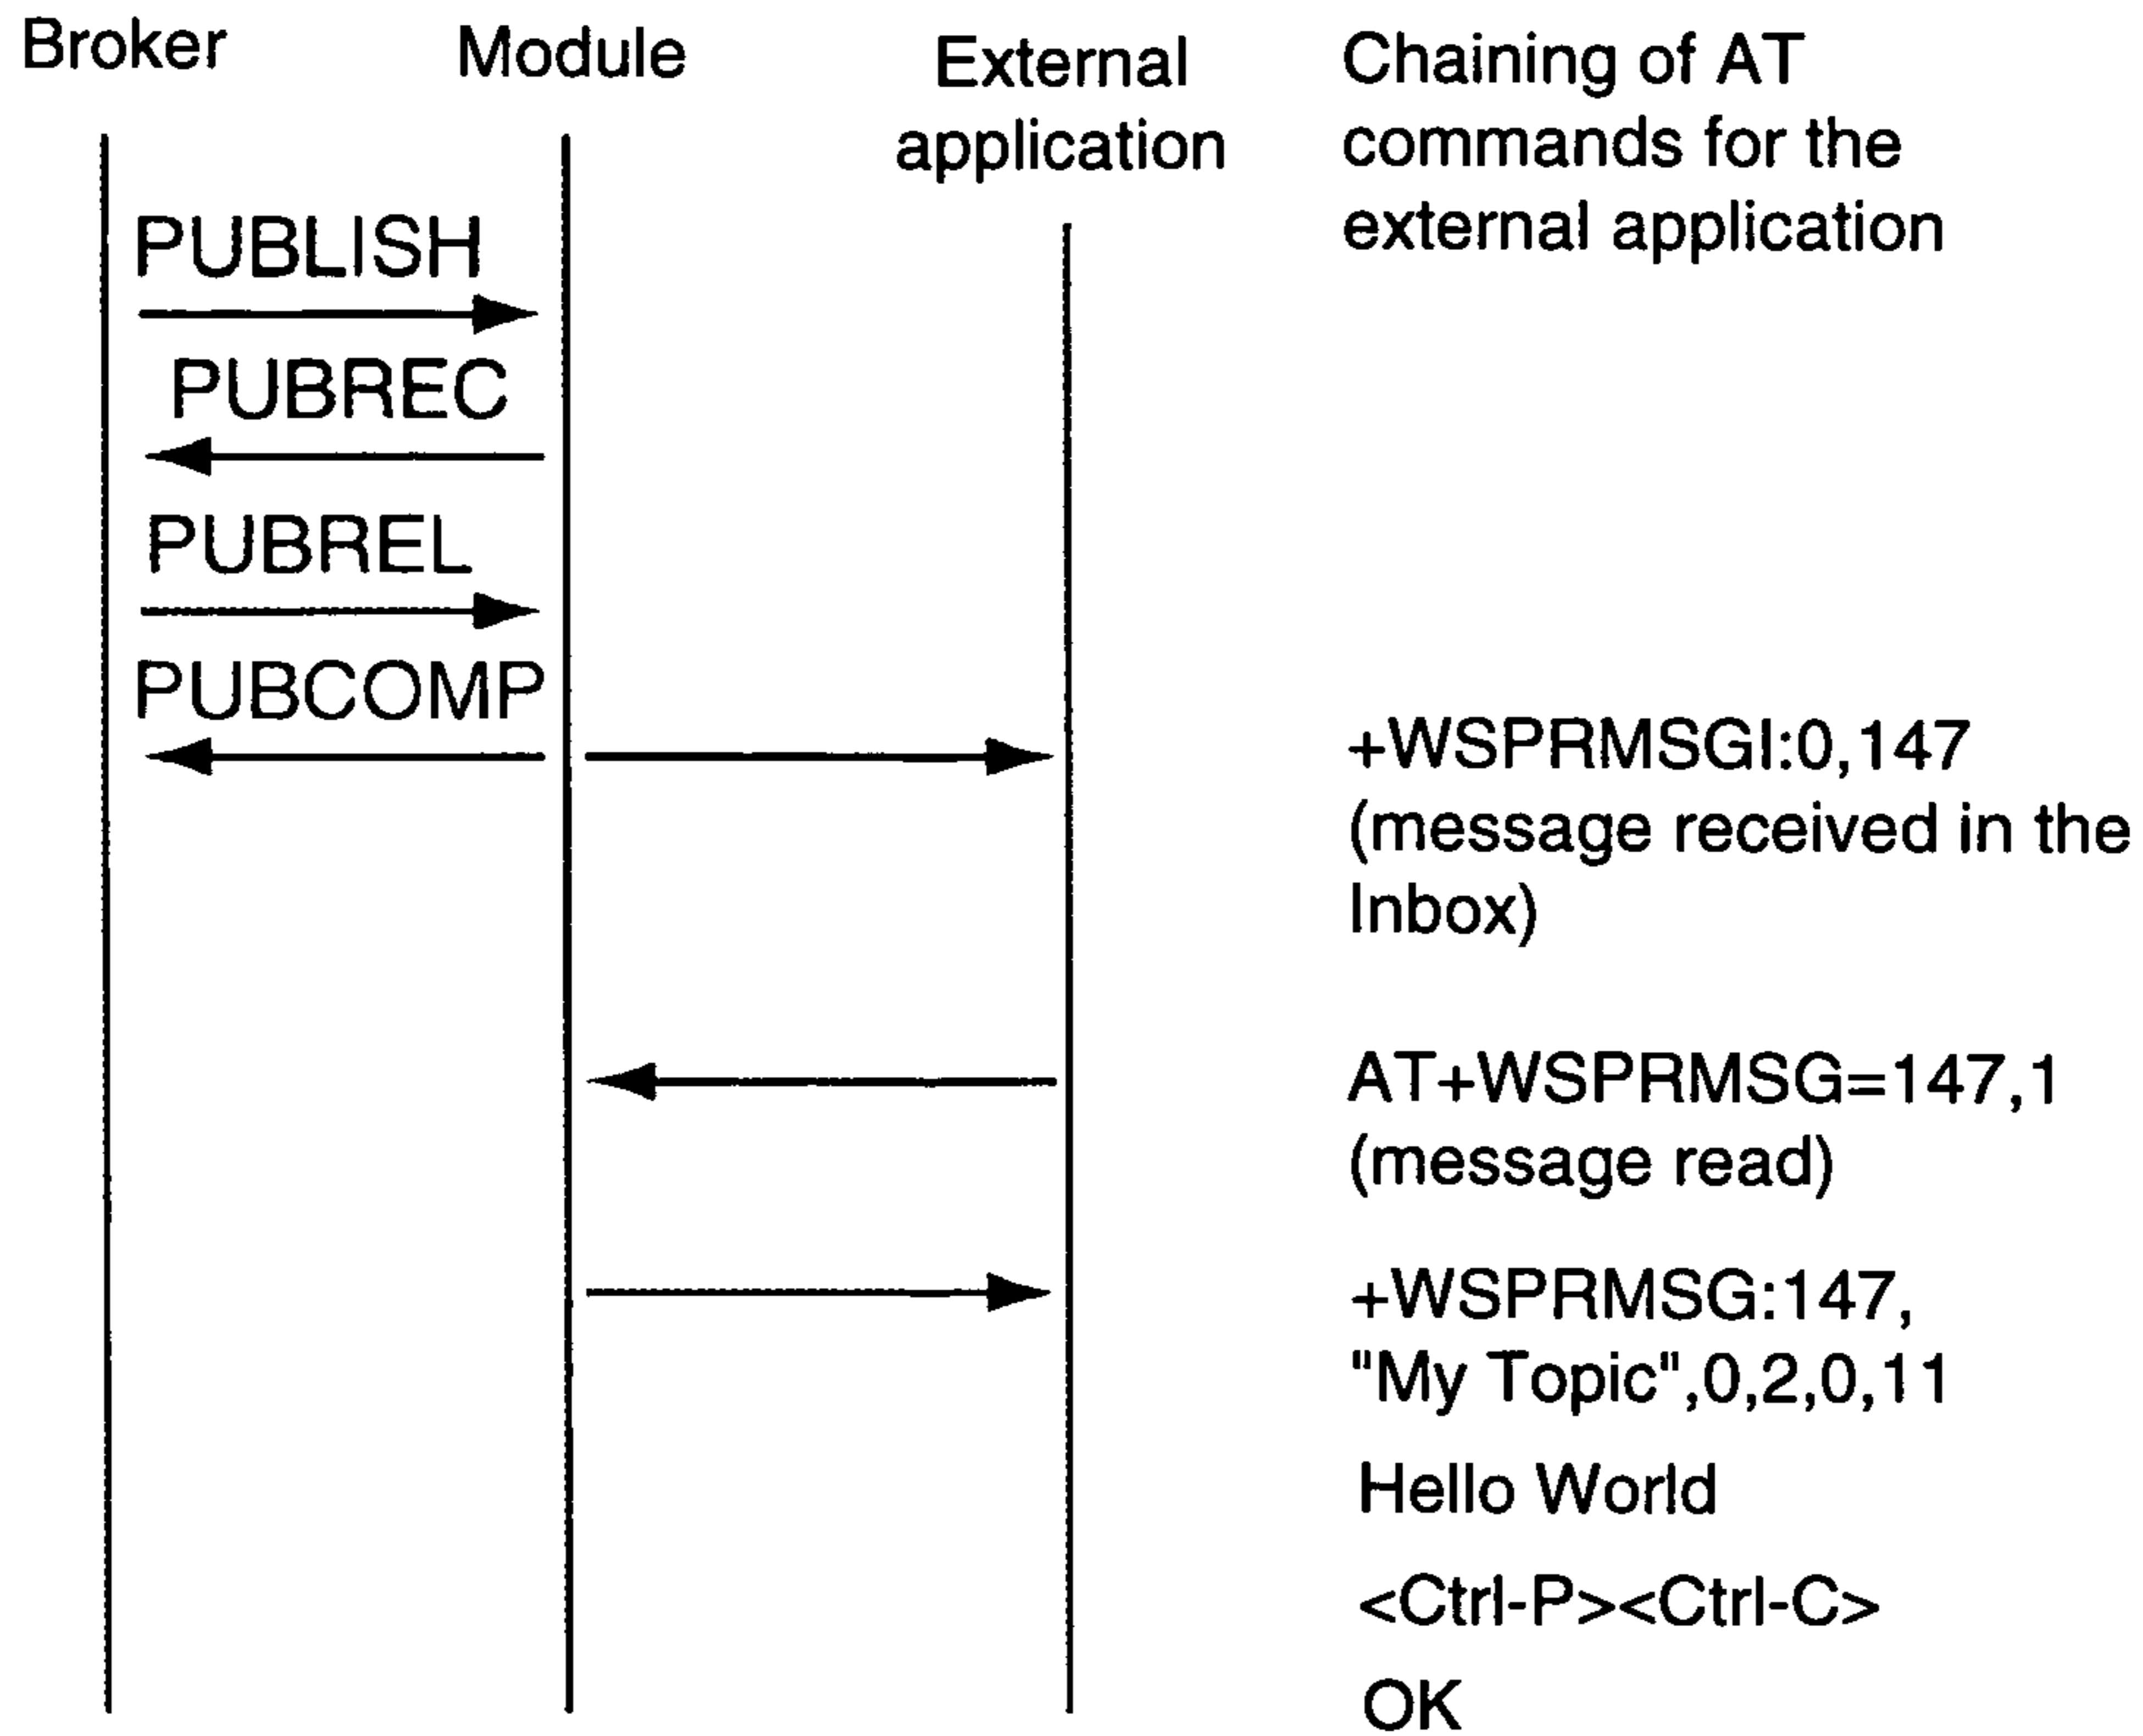 Broker
Module
External
application
Chaining of AT
commands for the
external application
PUBLISH
PUBREC
PUBREL
PUBCOMP
+WSPRMSGI:0,147
(message received in the
Inbox)
AT+WSPRMSG=147,1
(message read)
+WSPRMSG:147,
"My Topic",0,2,0,11
Hello World
<Ctrl-P><Ctrl-C>
OK